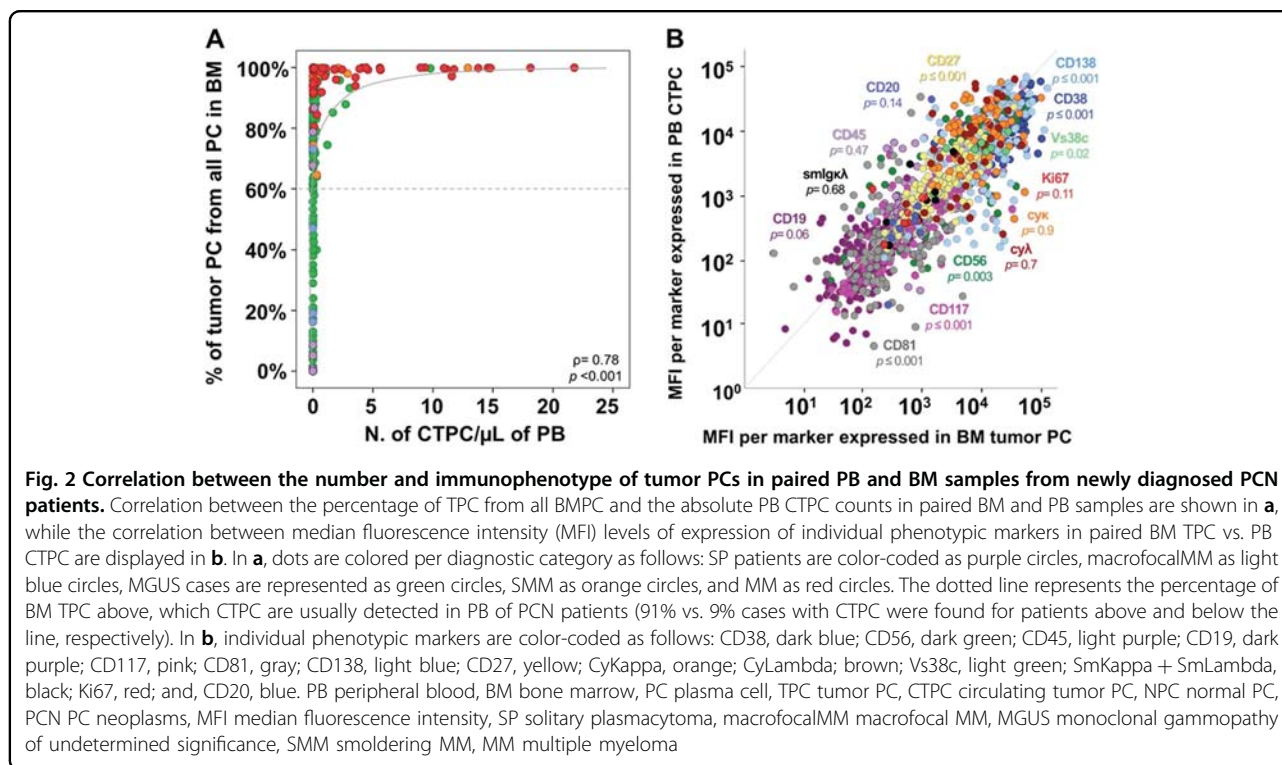 A
% of tumor PC from all PC in BM
100%
80%
60%
40%
20%
0%
ρ= 0.78
p <0.001
0 5 10 15 20 25
N. of CTPC/μL of PB
B
MFI per marker expressed in PB CTPC
10⁵
10⁴
10³
10²
10¹
10⁰
CD27
p ≤ 0.001
CD138
p ≤ 0.001
CD20
p= 0.14
CD38
≤ 0.001
CD45
p= 0.47
Vs38c
p= 0.02
smIgκλ
p= 0.68
Ki67
p= 0.11
CD19
p= 0.06
cyκ
p= 0.9
cyλ
p= 0.7
CD56
p= 0.003
CD117
p ≤ 0.001
CD81
p ≤ 0.001
10¹ 10² 10³ 10⁴ 10⁵
MFI per marker expressed in BM tumor PC
Fig. 2 Correlation between the number and immunophenotype of tumor PCs in paired PB and BM samples from newly diagnosed PCN
patients. Correlation between the percentage of TPC from all BMPC and the absolute PB CTPC counts in paired BM and PB samples are shown in a,
while the correlation between median fluorescence intensity (MFI) levels of expression of individual phenotypic markers in paired BM TPC vs. PB
CTPC are displayed in b. In a, dots are colored per diagnostic category as follows: SP patients are color-coded as purple circles, macrofocalMM as light
blue circles, MGUS cases are represented as green circles, SMM as orange circles, and MM as red circles. The dotted line represents the percentage of
BM TPC above, which CTPC are usually detected in PB of PCN patients (91% vs. 9% cases with CTPC were found for patients above and below the
line, respectively). In b, individual phenotypic markers are color-coded as follows: CD38, dark blue; CD56, dark green; CD45, light purple; CD19, dark
purple; CD117, pink; CD81, gray; CD138, light blue; CD27, yellow; CyKappa, orange; CyLambda; brown; Vs38c, light green; SmKappa + SmLambda,
black; Ki67, red; and, CD20, blue. PB peripheral blood, BM bone marrow, PC plasma cell, TPC tumor PC, CTPC circulating tumor PC, NPC normal PC,
PCN PC neoplasms, MFI median fluorescence intensity, SP solitary plasmacytoma, macrofocalMM macrofocal MM, MGUS monoclonal gammopathy
of undetermined significance, SMM smoldering MM, MM multiple myeloma